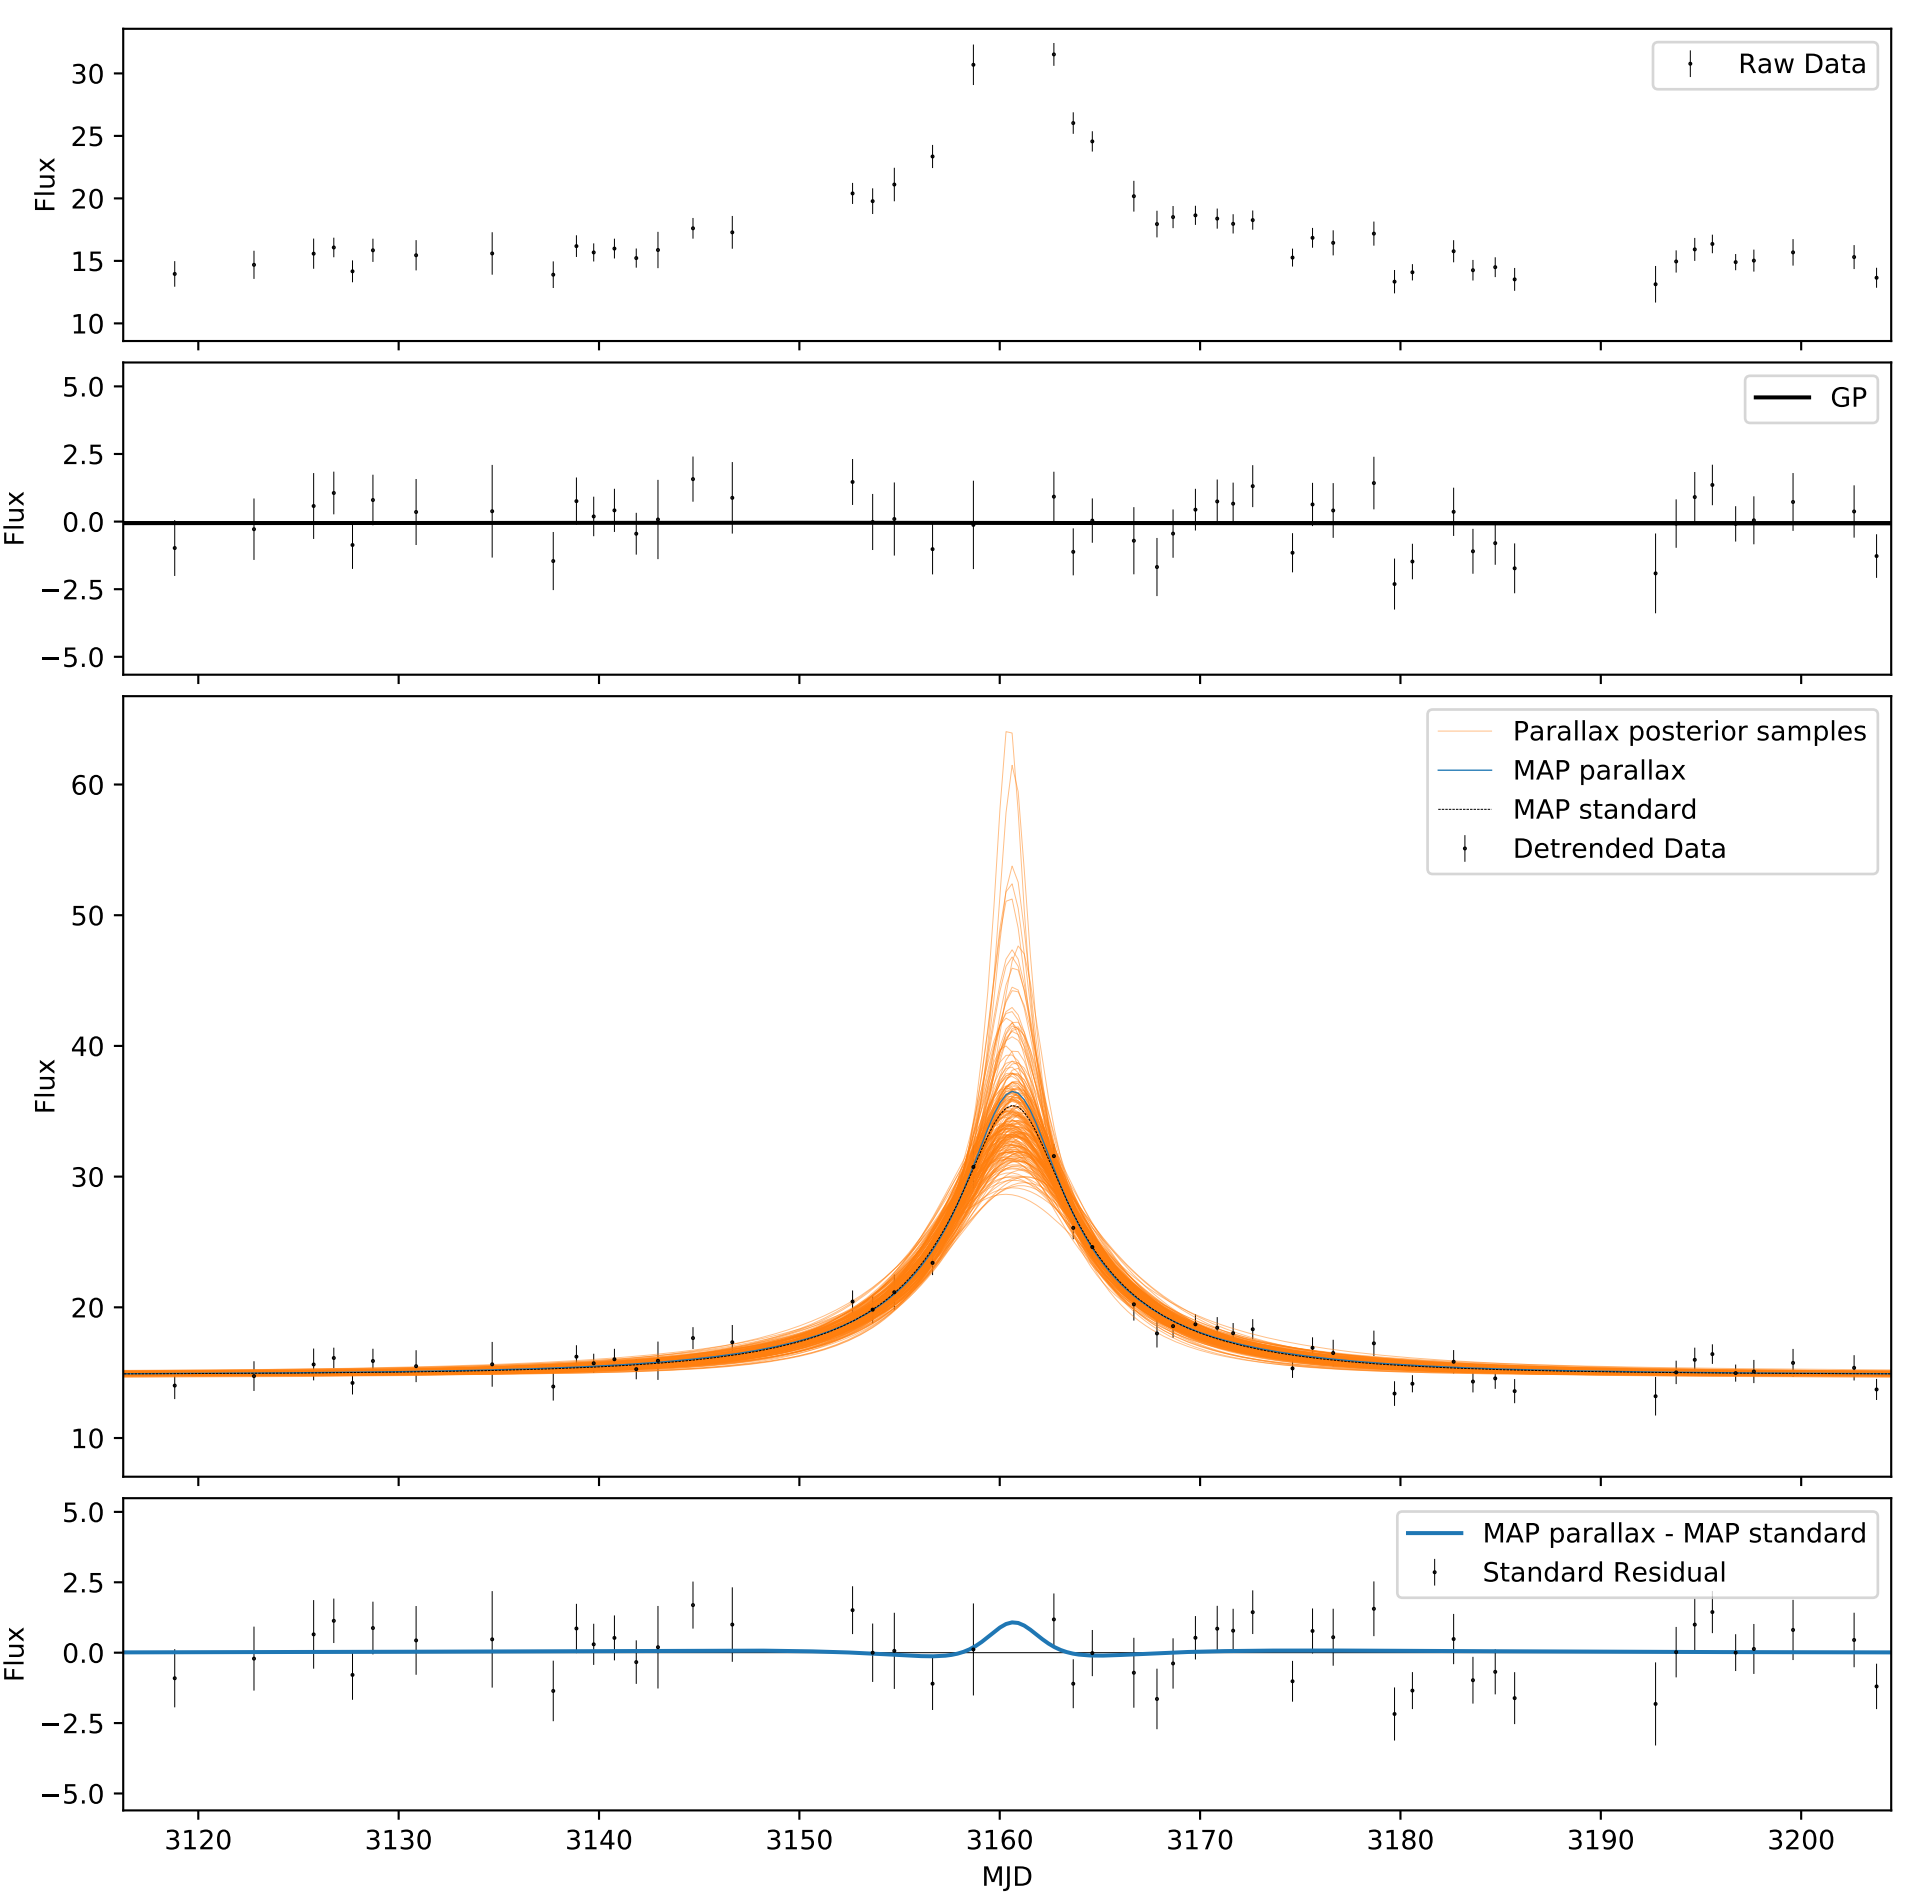 30
25
20
15
10
Flux
Raw Data
5.0
2.5
0.0
−2.5
−5.0
Flux
GP
60
50
40
30
20
10
Flux
Parallax posterior samples
MAP parallax
MAP standard
Detrended Data
5.0
2.5
0.0
−2.5
−5.0
Flux
MAP parallax - MAP standard
Standard Residual
3120 3130 3140 3150 3160 3170 3180 3190 3200
MJD